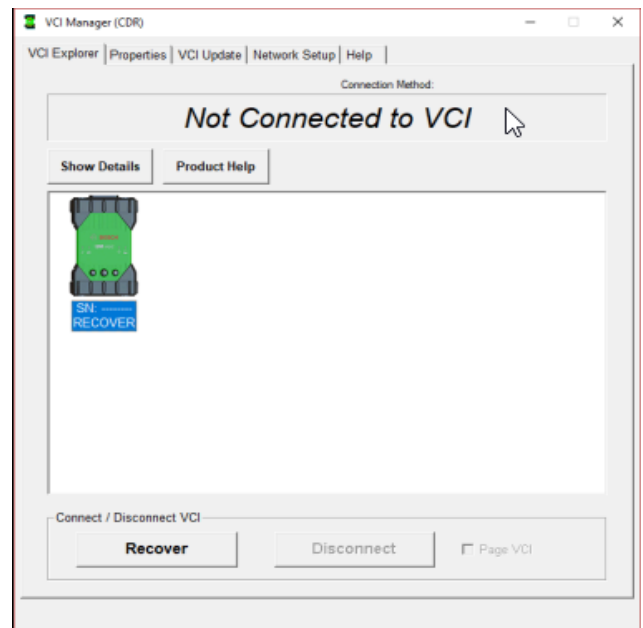 VCI Manager (CDR)
VCI Explorer Properties VCI Update Network Setup Help
Connection Method:
Not Connected to VCI
Show Details Product Help
SN: --------
RECOVER
Connect / Disconnect VCI
Recover Disconnect Page VCI